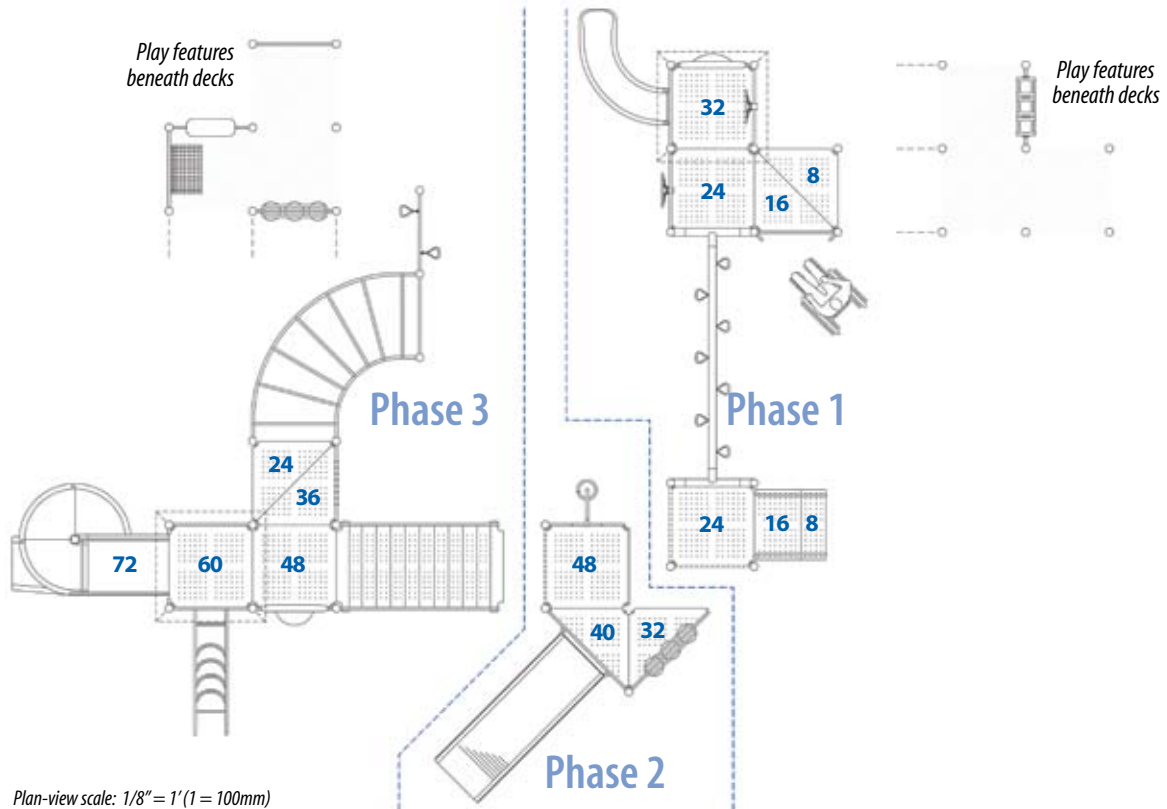 Play features
beneath decks
Play features
beneath decks
32
24
8
16
Phase 3
Phase 1
24
36
24
16
8
72
60
48
48
40
32
Phase 2
Plan-view scale: 1/8" = 1' (1 = 100mm)